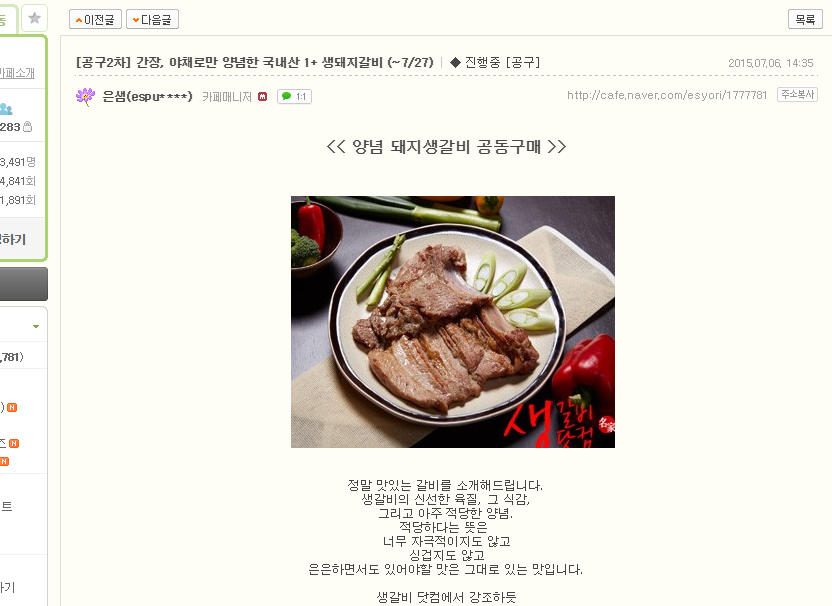 동
이전글 다음글 목록
[공구2차] 간장, 야채로만 양념한 국내산 1+ 생돼지갈비 (~7/27) | ◆ 진행중 [공구] 2015.07.06. 14:35
카페소개
은샘(espu****) 카페매니저 M 1:1 http://cafe.naver.com/esyori/1777781 주소복사
283
<< 양념 돼지생갈비 공동구매 >>
3,491명
4,841회
1,891회
하기
,781)
) N
즈 N
N
생갈비
닷컴
名家
정말 맛있는 갈비를 소개해드립니다.
생갈비의 신선한 육질, 그 식감,
그리고 아주 적당한 양념.
트
적당하다는 뜻은
너무 자극적이지도 않고
싱겁지도 않고
은은하면서도 있어야할 맛은 그대로 있는 맛입니다.
하기
생갈비 닷컴에서 강조하듯